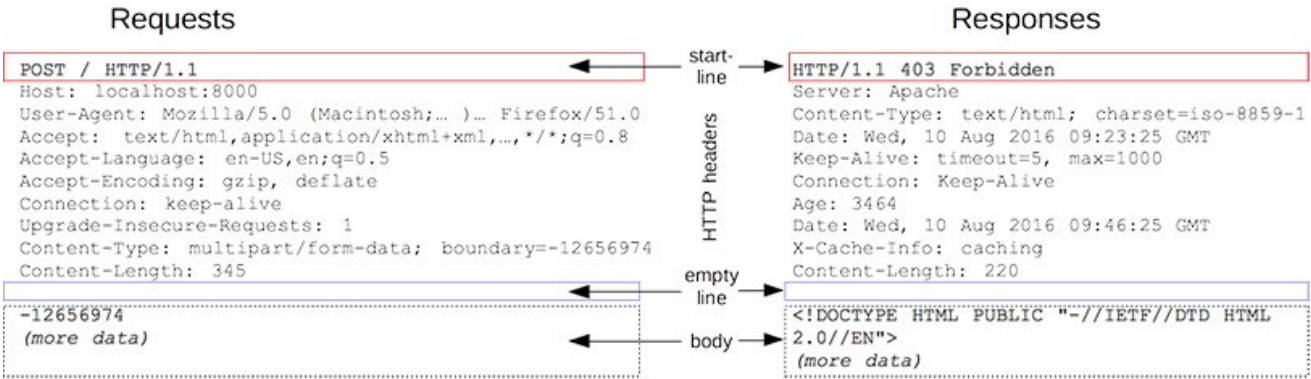 Requests
POST / HTTP/1.1
Host: localhost:8000
User-Agent: Mozilla/5.0 (Macintosh;… )… Firefox/51.0
Accept: text/html,application/xhtml+xml,…,*/*;q=0.8
Accept-Language: en-US,en;q=0.5
Accept-Encoding: gzip, deflate
Connection: keep-alive
Upgrade-Insecure-Requests: 1
Content-Type: multipart/form-data; boundary=-12656974
Content-Length: 345
-12656974
(more data)
start-
line
HTTP headers
empty
line
body
Responses
HTTP/1.1 403 Forbidden
Server: Apache
Content-Type: text/html; charset=iso-8859-1
Date: Wed, 10 Aug 2016 09:23:25 GMT
Keep-Alive: timeout=5, max=1000
Connection: Keep-Alive
Age: 3464
Date: Wed, 10 Aug 2016 09:46:25 GMT
X-Cache-Info: caching
Content-Length: 220
<!DOCTYPE HTML PUBLIC "-//IETF//DTD HTML
2.0//EN">
(more data)